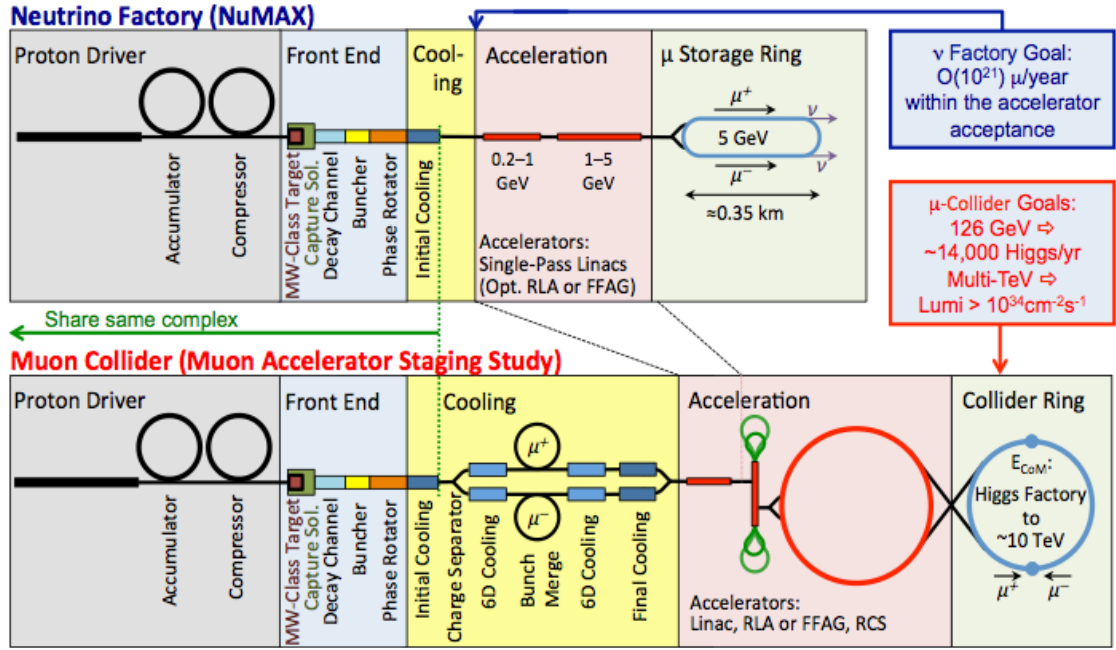 Neutrino Factory (NuMAX)
Proton Driver
Front End
Cool-
ing
Acceleration
μ Storage Ring
ν Factory Goal:
O(10²¹) μ/year
within the accelerator
acceptance
μ⁺
ν
5 GeV
μ⁻
ν
0.2–1
GeV
1–5
GeV
≈0.35 km
Accumulator
Compressor
MW-Class Target
Capture Sol.
Decay Channel
Buncher
Phase Rotator
Initial Cooling
Accelerators:
Single-Pass Linacs
(Opt. RLA or FFAG)
μ-Collider Goals:
126 GeV ⇨
~14,000 Higgs/yr
Multi-TeV ⇨
Lumi > 10³⁴cm⁻²s⁻¹
Share same complex
Muon Collider (Muon Accelerator Staging Study)
Proton Driver
Front End
Cooling
Acceleration
Collider Ring
μ⁺
μ⁻
E_CoM:
Higgs Factory
to
~10 TeV
μ⁺ μ⁻
Accumulator
Compressor
MW-Class Target
Capture Sol.
Decay Channel
Buncher
Phase Rotator
Initial Cooling
Charge Separator
6D Cooling
Bunch
Merge
6D Cooling
Final Cooling
Accelerators:
Linac, RLA or FFAG, RCS